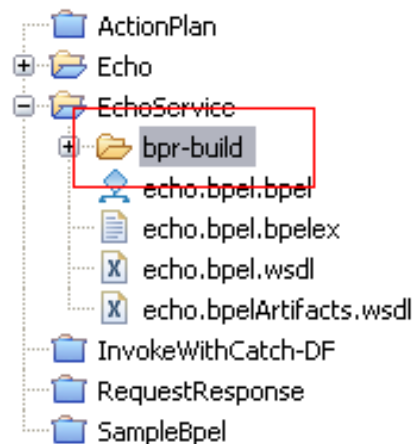 ActionPlan
Echo
EchoService
bpr-build
echo.bpel.bpel
echo.bpel.bpelex
echo.bpel.wsdl
echo.bpelArtifacts.wsdl
InvokeWithCatch-DF
RequestResponse
SampleBpel